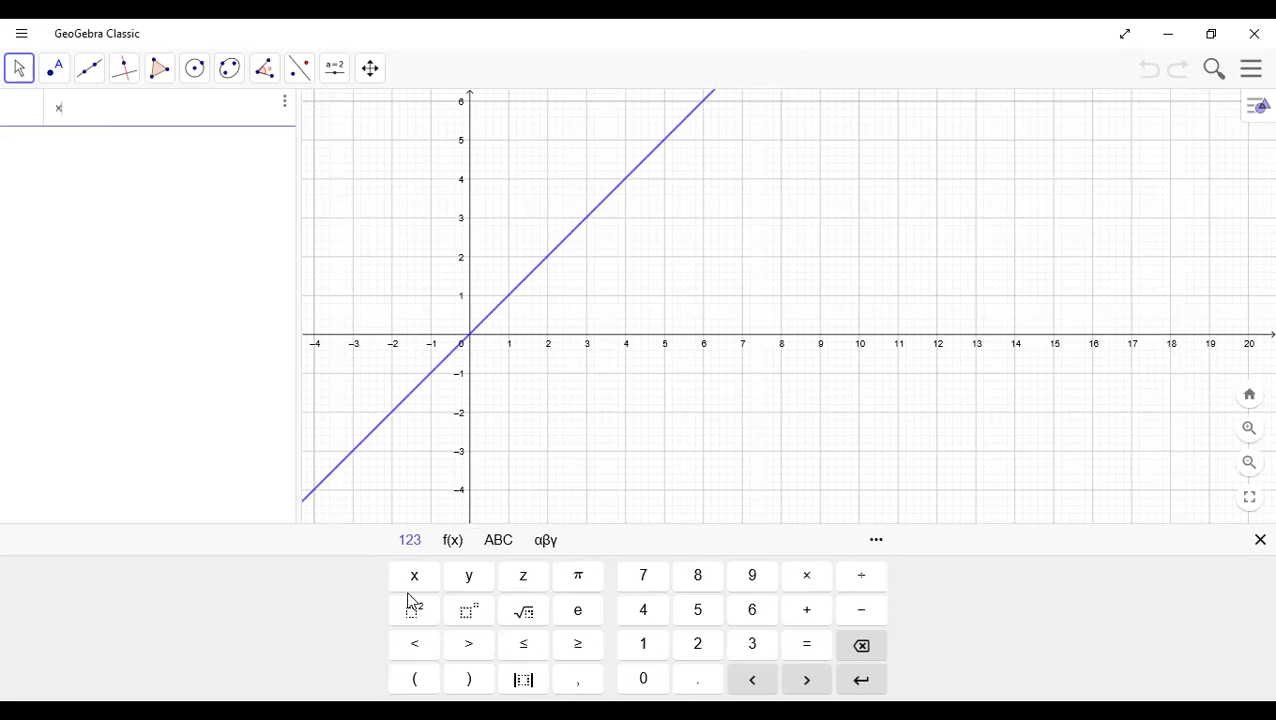 GeoGebra Classic
A
a=2
x
6
5
4
3
2
1
–4 –3 –2 –1 0 1 2 3 4 5 6 7 8 9 10 11 12 13 14 15 16 17 18 19 20
–1
–2
–3
–4
123 f(x) ABC αβγ
x y z π 7 8 9 × ÷
2 √ e 4 5 6 + −
< > ≤ ≥ 1 2 3 =
( ) | | , 0 . < >